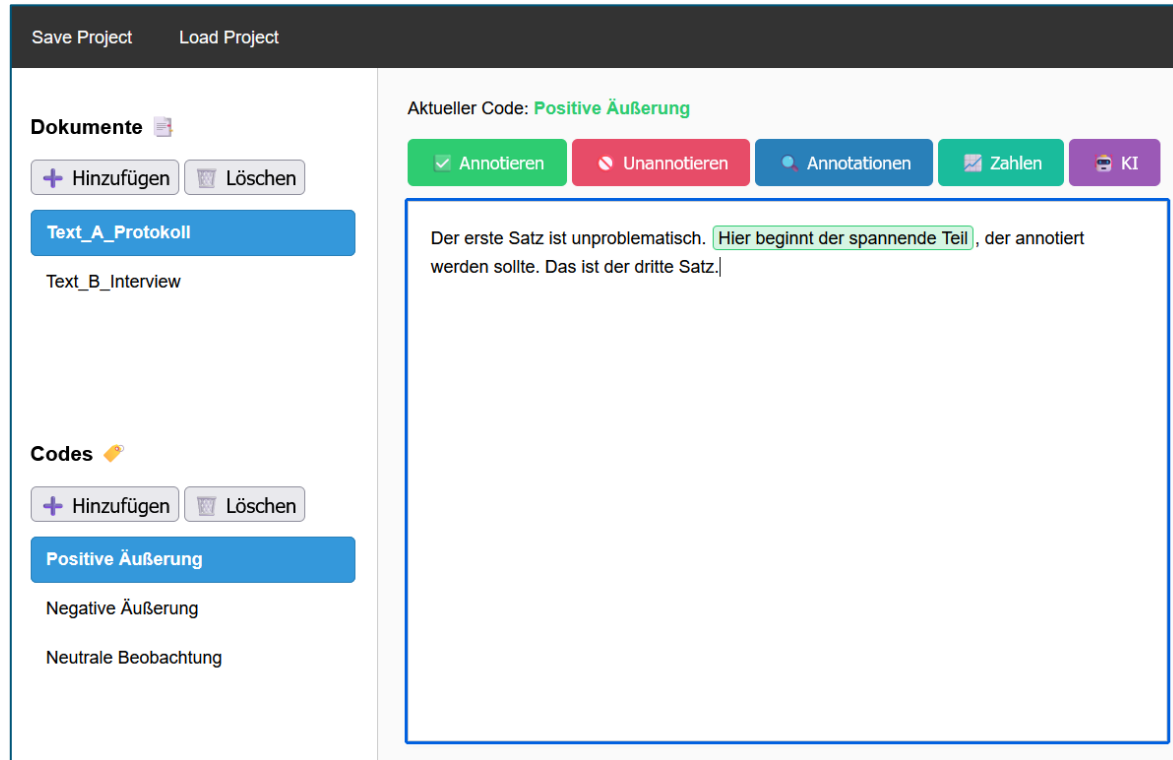 Save Project Load Project
Dokumente
Hinzufügen Löschen
Text_A_Protokoll
Text_B_Interview
Codes
Hinzufügen Löschen
Positive Äußerung
Negative Äußerung
Neutrale Beobachtung
Aktueller Code: Positive Äußerung
Annotieren Unannotieren Annotationen Zahlen KI
Der erste Satz ist unproblematisch. Hier beginnt der spannende Teil, der annotiert
werden sollte. Das ist der dritte Satz.